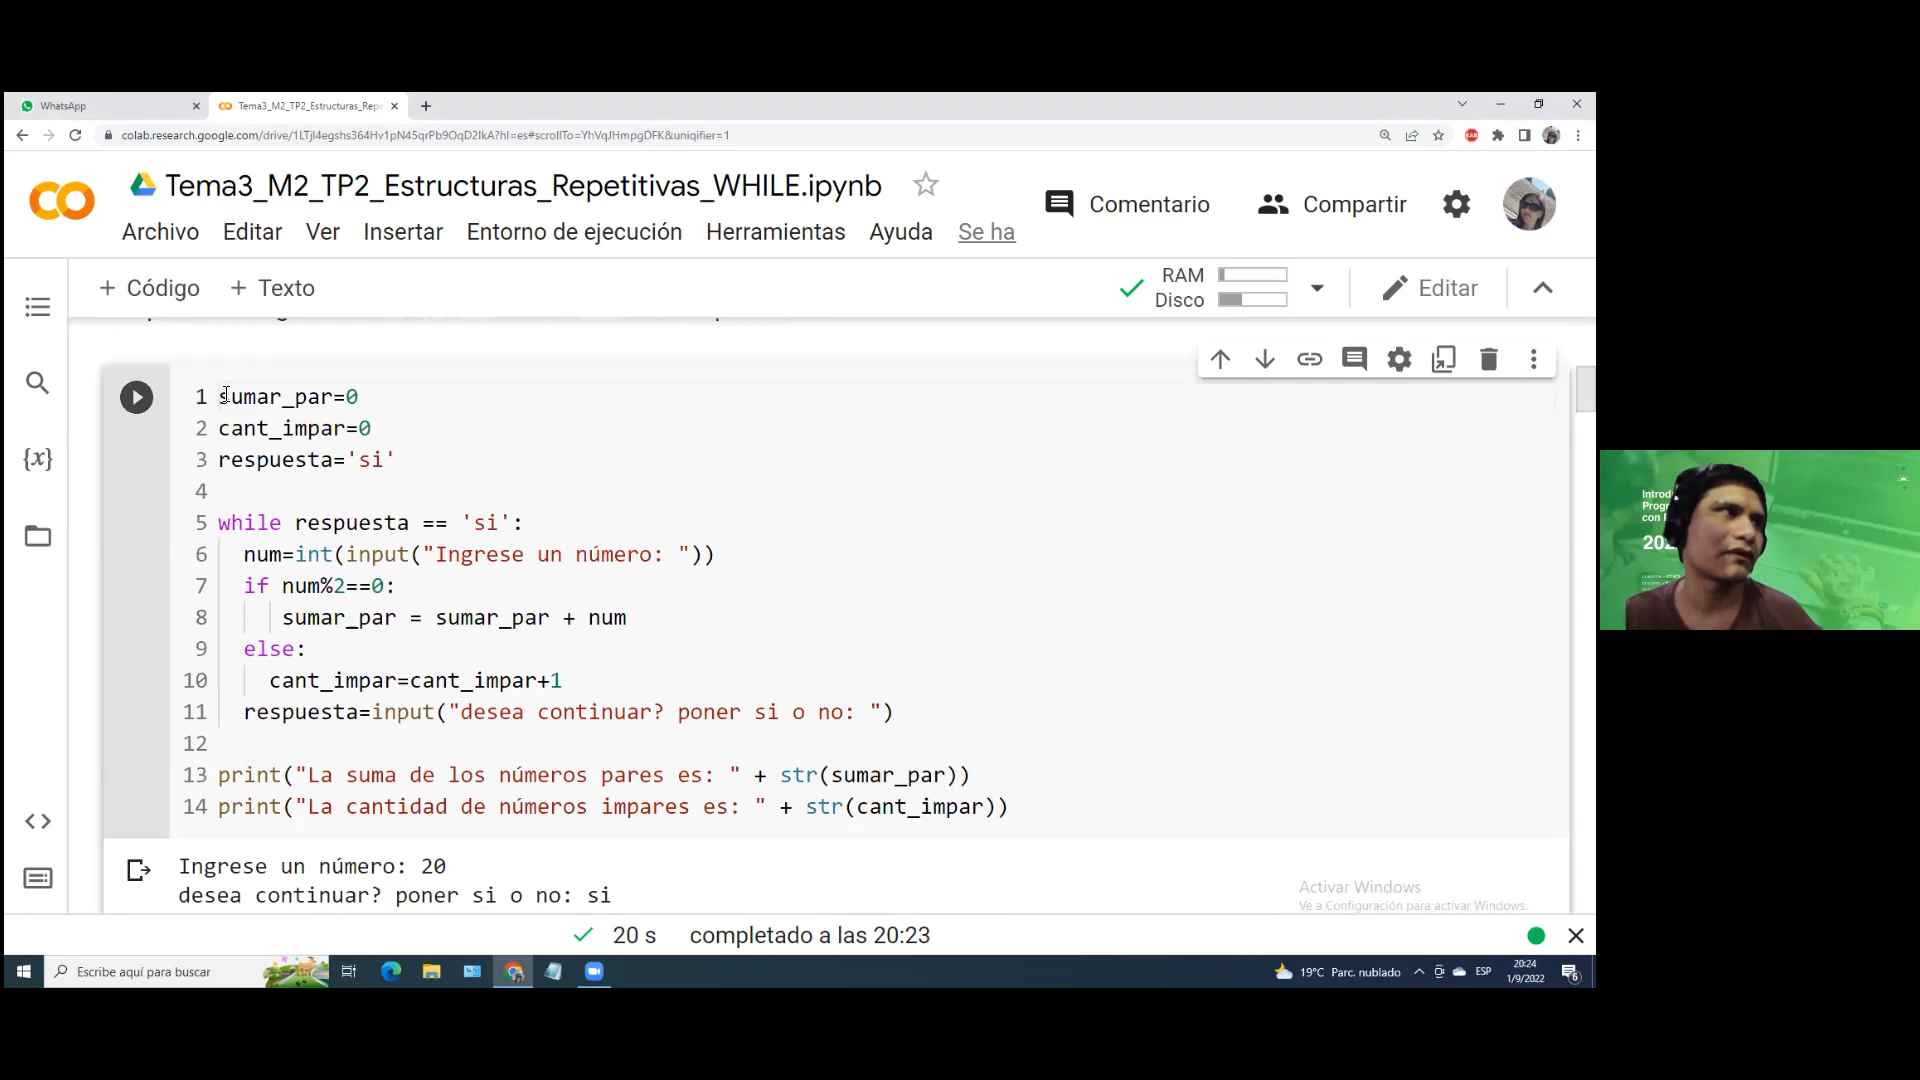 WhatsApp
Tema3_M2_TP2_Estructuras_Repe
colab.research.google.com/drive/1LTjl4egshs364Hv1pN45qrPb9OqD2IkA?hl=es#scrollTo=YhVqJHmpgDFK&uniqifier=1
Tema3_M2_TP2_Estructuras_Repetitivas_WHILE.ipynb
Comentario
Compartir
Archivo Editar Ver Insertar Entorno de ejecución Herramientas Ayuda Se ha
+ Código + Texto
RAM
Disco
Editar
1 sumar_par=0
2 cant_impar=0
3 respuesta='si'
4
5 while respuesta == 'si':
6 num=int(input("Ingrese un número: "))
7 if num%2==0:
8 sumar_par = sumar_par + num
9 else:
10 cant_impar=cant_impar+1
11 respuesta=input("desea continuar? poner si o no: ")
12
13 print("La suma de los números pares es: " + str(sumar_par))
14 print("La cantidad de números impares es: " + str(cant_impar))
Ingrese un número: 20
desea continuar? poner si o no: si
Activar Windows
Ve a Configuración para activar Windows.
20 s completado a las 20:23
Escribe aquí para buscar
19°C Parc. nublado
ESP
20:24
1/9/2022
6
Introd
Progr
con
202